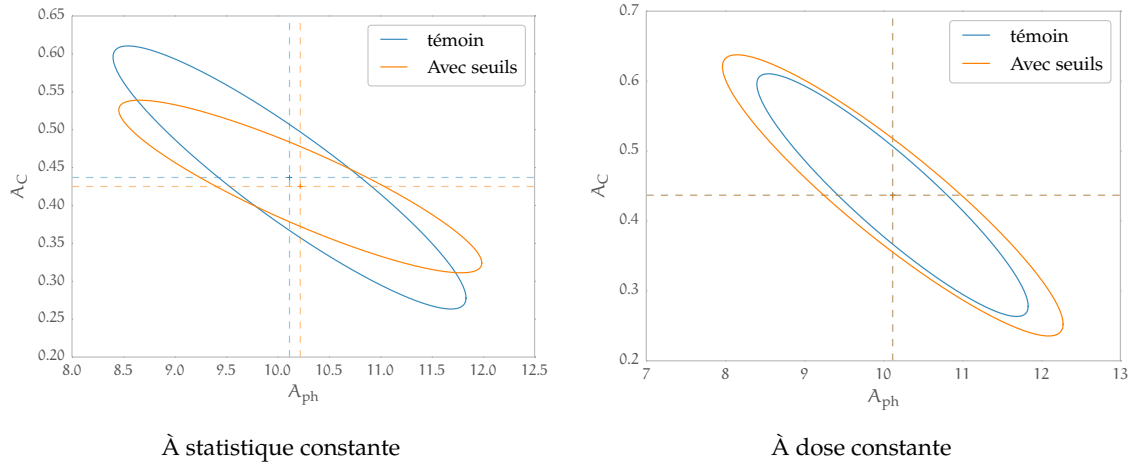 0.65
0.60
0.55
0.50
0.45
0.40
0.35
0.30
0.25
0.20
A_C
8.0 8.5 9.0 9.5 10.0 10.5 11.0 11.5 12.0 12.5
A_ph
témoin
Avec seuils
À statistique constante
0.7
0.6
0.5
0.4
0.3
0.2
A_C
7 8 9 10 11 12 13
A_ph
témoin
Avec seuils
À dose constante